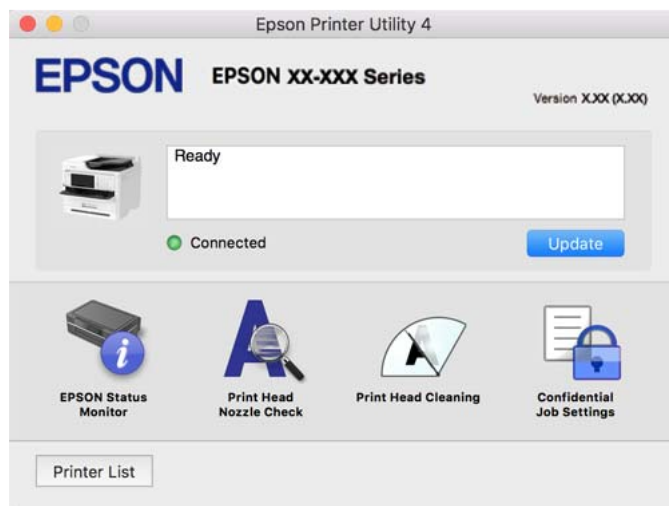 Epson Printer Utility 4
EPSON
EPSON XX-XXX Series
Version X.XX (X.XX)
Ready
Connected
Update
EPSON Status
Monitor
Print Head
Nozzle Check
Print Head Cleaning
Confidential
Job Settings
Printer List